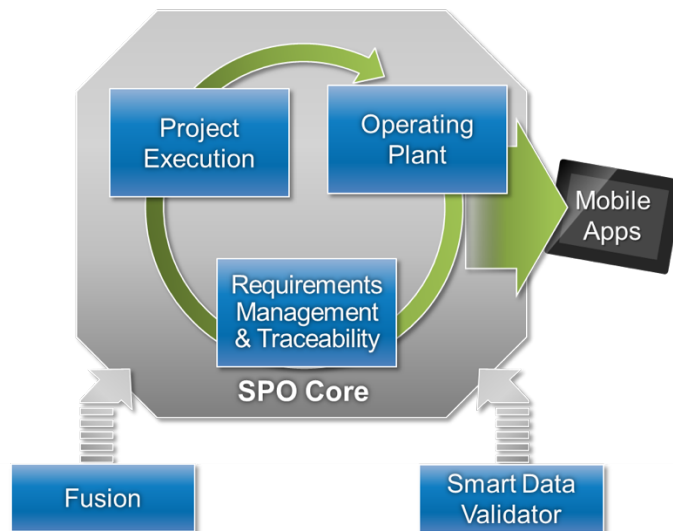 Project
Execution
Operating
Plant
Mobile
Apps
Requirements
Management
& Traceability
SPO Core
Fusion
Smart Data
Validator